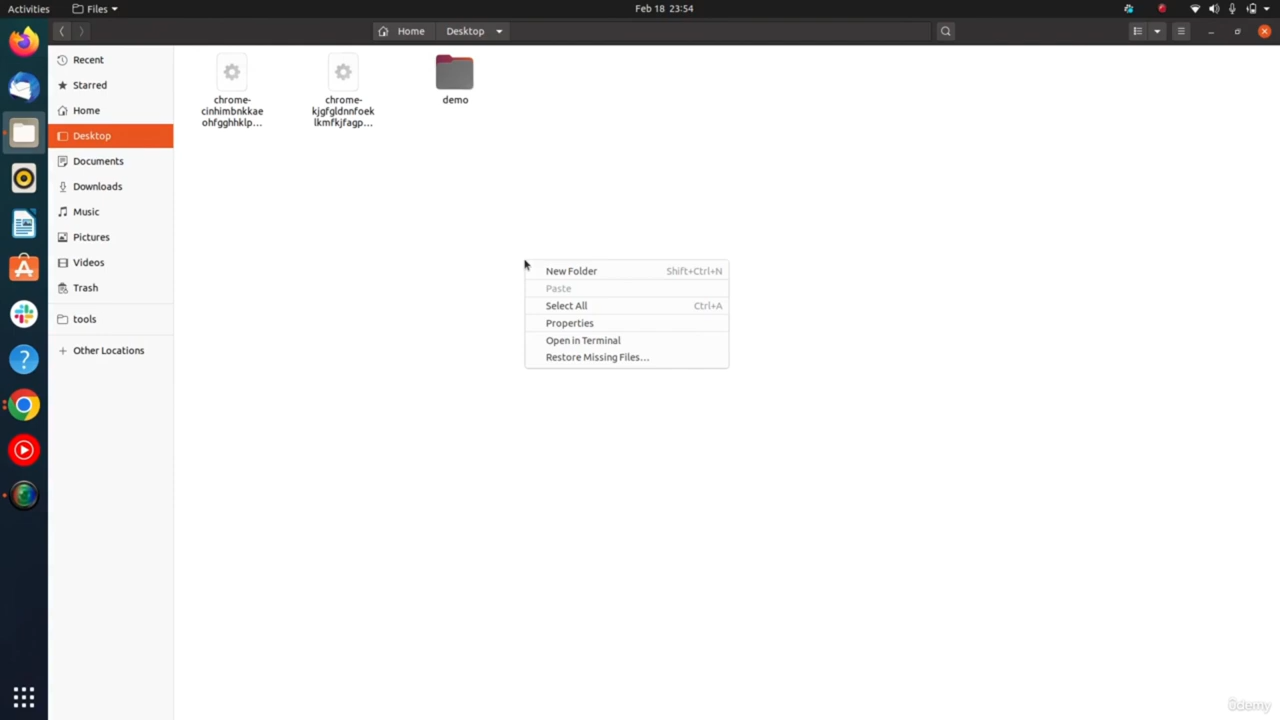 Activities Files Feb 18 23:54
Home Desktop
Recent
Starred
Home
Desktop
Documents
Downloads
Music
Pictures
Videos
Trash
tools
Other Locations
chrome-
cinhimbnkkae
ohfgghhklp...
chrome-
kjgfgldnnfoek
lkmfkjfagp...
demo
New Folder Shift+Ctrl+N
Paste
Select All Ctrl+A
Properties
Open in Terminal
Restore Missing Files...
ûdemy